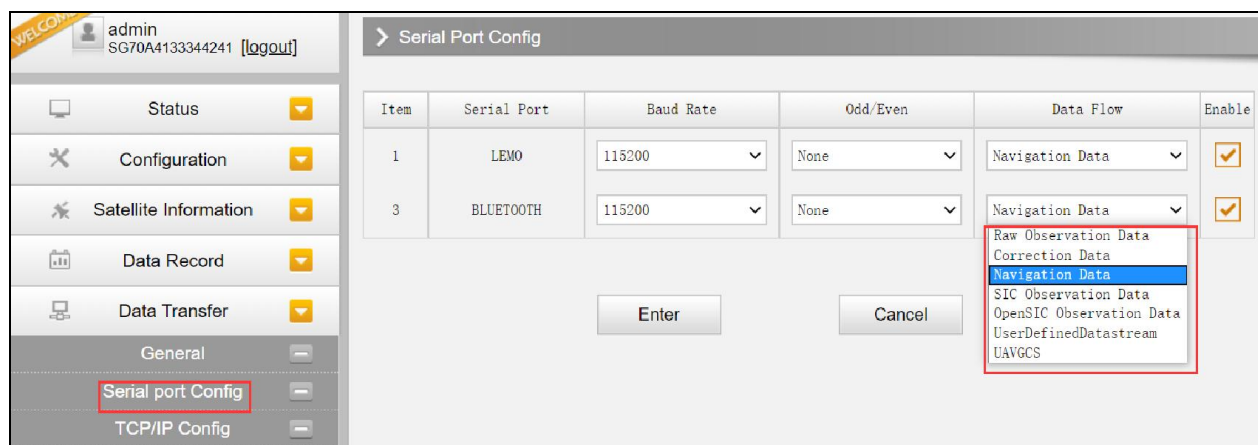 WELCOME
admin
SG70A4133344241 [logout]
Status
Configuration
Satellite Information
Data Record
Data Transfer
General
Serial port Config
TCP/IP Config
Serial Port Config
Item Serial Port Baud Rate Odd/Even Data Flow Enable
1 LEMO 115200 None Navigation Data
3 BLUETOOTH 115200 None Navigation Data
Raw Observation Data
Correction Data
Navigation Data
SIC Observation Data
OpenSIC Observation Data
UserDefinedDatastream
UAVGCS
Enter Cancel